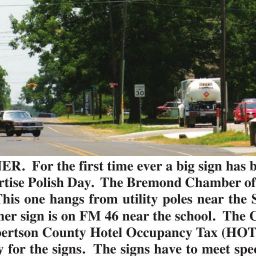 30
NER. For the first time ever a big sign has b
rtise Polish Day. The Bremond Chamber of
This one hangs from utility poles near the S
her sign is on FM 46 near the school. The C
bertson County Hotel Occupancy Tax (HOT
y for the signs. The signs have to meet spec